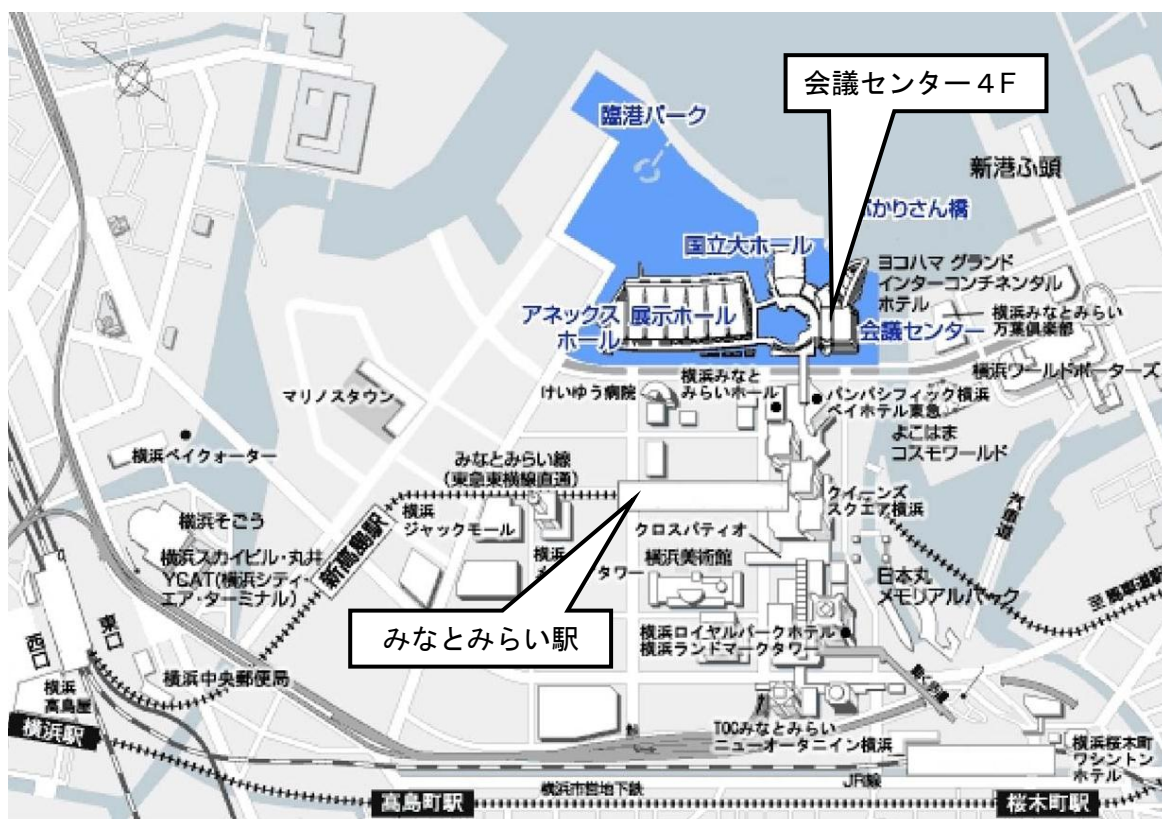 会議センター４F
臨港パーク
新港ふ頭
かりさん橋
国立大ホール
ヨコハマ グランド
インターコンチネンタル
ホテル
アネックス
ホール
展示ホール
会議センター
横浜みなとみらい
万葉倶楽部
横浜ワールドポーターズ
けいゆう病院
横浜みなと
みらいホール
パンパシフィック横浜
ベイホテル東急
マリノスタウン
よこはま
コスモワールド
横浜ベイクォーター
みなとみらい線
(東急東横線直通)
クイーンズ
スクエア横浜
汽車道
横浜そごう
横浜
ジャックモール
クロスパティオ
新高島駅
横浜スカイビル・丸井
YCAT(横浜シティ・
エア・ターミナル)
横浜
タワー
横浜美術館
日本丸
メモリアルパーク
至馬車道駅
みなとみらい駅
横浜ロイヤルパークホテル
横浜ランドマークタワー
動く歩道
西口
東口
横浜中央郵便局
横浜
高島屋
横浜駅
TOCみなとみらい
ニューオータニイン横浜
横浜桜木町
ワシントン
ホテル
JR線
横浜市営地下鉄
高島町駅
桜木町駅